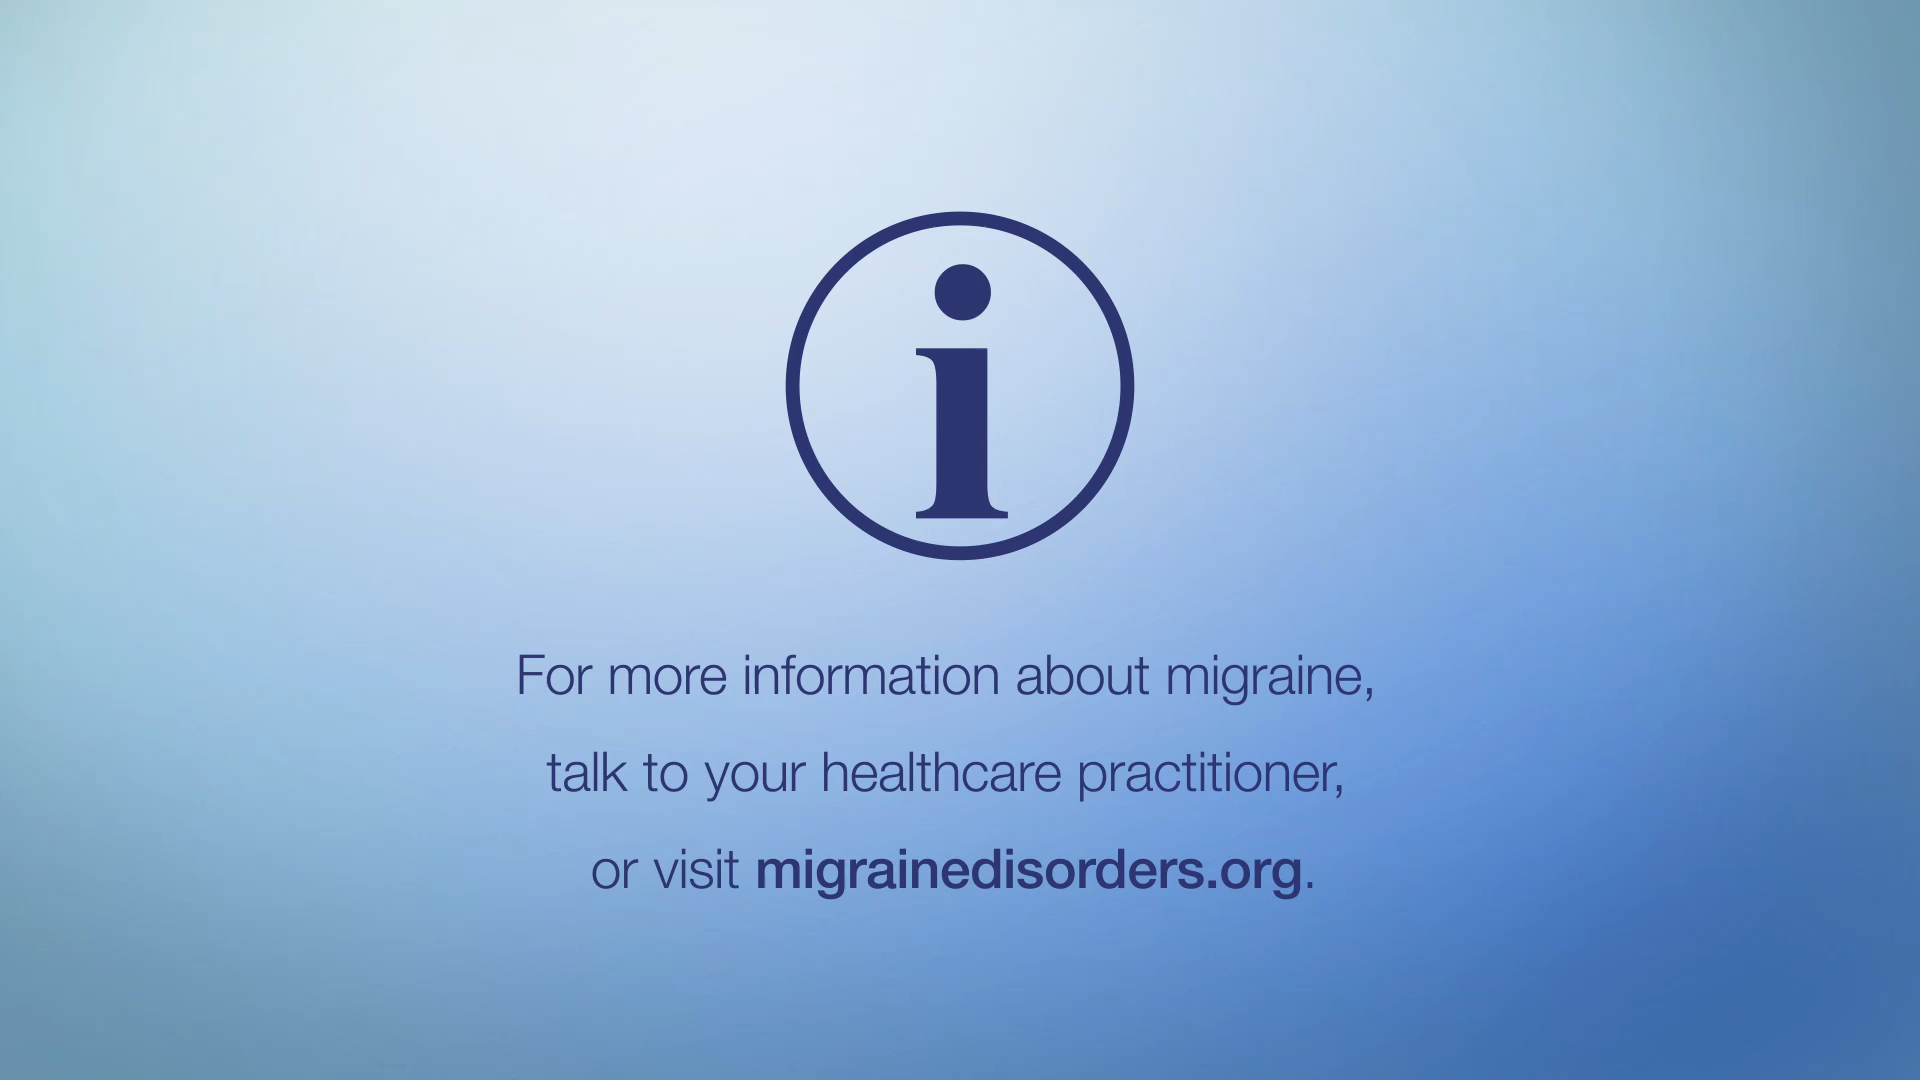 i
For more information about migraine,
talk to your healthcare practitioner,
or visit migrainedisorders.org.